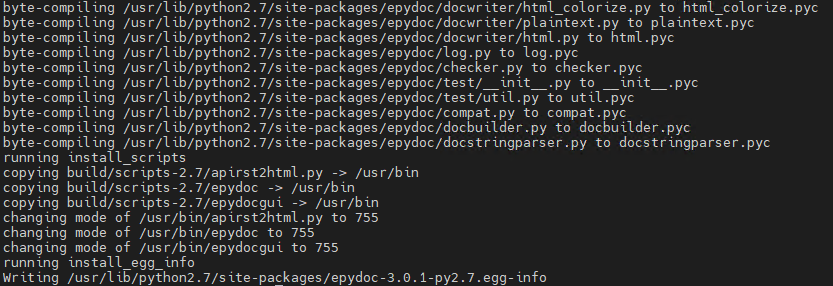 byte-compiling /usr/lib/python2.7/site-packages/epydoc/docwriter/html_colorize.py to html_colorize.pyc
byte-compiling /usr/lib/python2.7/site-packages/epydoc/docwriter/plaintext.py to plaintext.pyc
byte-compiling /usr/lib/python2.7/site-packages/epydoc/docwriter/html.py to html.pyc
byte-compiling /usr/lib/python2.7/site-packages/epydoc/log.py to log.pyc
byte-compiling /usr/lib/python2.7/site-packages/epydoc/checker.py to checker.pyc
byte-compiling /usr/lib/python2.7/site-packages/epydoc/test/__init__.py to __init__.pyc
byte-compiling /usr/lib/python2.7/site-packages/epydoc/test/util.py to util.pyc
byte-compiling /usr/lib/python2.7/site-packages/epydoc/compat.py to compat.pyc
byte-compiling /usr/lib/python2.7/site-packages/epydoc/docbuilder.py to docbuilder.pyc
byte-compiling /usr/lib/python2.7/site-packages/epydoc/docstringparser.py to docstringparser.pyc
running install_scripts
copying build/scripts-2.7/apirst2html.py -> /usr/bin
copying build/scripts-2.7/epydoc -> /usr/bin
copying build/scripts-2.7/epydocgui -> /usr/bin
changing mode of /usr/bin/apirst2html.py to 755
changing mode of /usr/bin/epydoc to 755
changing mode of /usr/bin/epydocgui to 755
running install_egg_info
Writing /usr/lib/python2.7/site-packages/epydoc-3.0.1-py2.7.egg-info